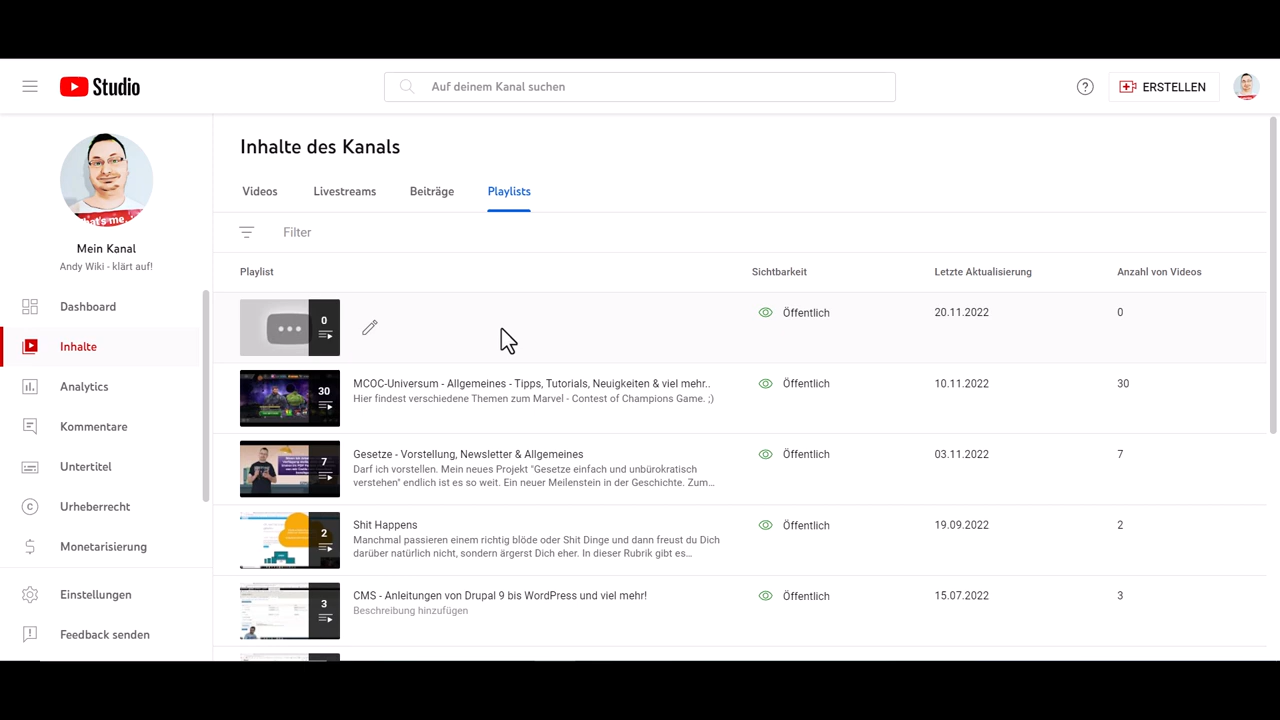 Studio
Auf deinem Kanal suchen
ERSTELLEN
Mein Kanal
Andy Wiki - klärt auf!
Dashboard
Inhalte
Analytics
Kommentare
Untertitel
Urheberrecht
Monetarisierung
Einstellungen
Feedback senden
Inhalte des Kanals
Videos Livestreams Beiträge Playlists
Filter
Playlist Sichtbarkeit Letzte Aktualisierung Anzahl von Videos
0 Öffentlich 20.11.2022 0
30 MCOC-Universum - Allgemeines - Tipps, Tutorials, Neuigkeiten & viel mehr.. Öffentlich 10.11.2022 30
Hier findest verschiedene Themen zum Marvel - Contest of Champions Game. ;)
7 Gesetze - Vorstellung, Newsletter & Allgemeines Öffentlich 03.11.2022 7
Darf ich vorstellen. Mein neues Projekt "Gesetze einfach und unbürokratisch
verstehen" endlich ist es so weit. Ein neuer Meilenstein in der Geschichte. Zum…
2 Shit Happens Öffentlich 19.09.2022 2
Manchmal passieren einem richtig blöde oder Shit Dinge und dann freust du Dich
darüber natürlich nicht, sondern ärgerst Dich eher. In dieser Rubrik gibt es…
3 CMS - Anleitungen von Drupal 9 bis WordPress und viel mehr! Öffentlich 15.07.2022 3
Beschreibung hinzufügen